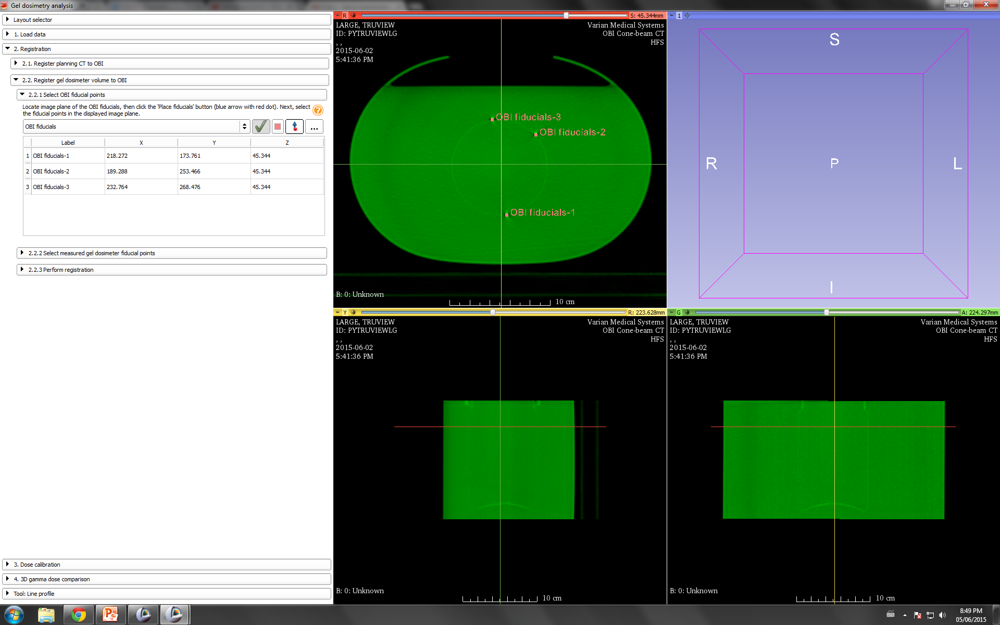 Gel dosimetry analysis
Layout selector
1. Load data
2. Registration
2.1. Register planning CT to OBI
2.2. Register gel dosimeter volume to OBI
2.2.1 Select OBI fiducial points
Locate image plane of the OBI fiducials, then click the 'Place fiducials' button (blue arrow with red dot). Next, select
the fiducial points in the displayed image plane.
?
OBI fiducials
...
Label X Y Z
1 OBI fiducials-1 218.272 173.761 45.344
2 OBI fiducials-2 189.288 253.466 45.344
3 OBI fiducials-3 232.764 268.476 45.344
2.2.2 Select measured gel dosimeter fiducial points
2.2.3 Perform registration
3. Dose calibration
4. 3D gamma dose comparison
Tool: Line profile
R S: 45.344mm
LARGE, TRUVIEW
ID: PYTRUVIEWLG
, ,
2015-06-02
5:41:36 PM
Varian Medical Systems
OBI Cone-beam CT
HFS
OBI fiducials-3
OBI fiducials-2
OBI fiducials-1
B: 0: Unknown
10 cm
1
S
R P L
I
Y R: 223.628mm
LARGE, TRUVIEW
ID: PYTRUVIEWLG
, ,
2015-06-02
5:41:36 PM
Varian Medical Systems
OBI Cone-beam CT
HFS
B: 0: Unknown
10 cm
G A: 224.297mm
LARGE, TRUVIEW
ID: PYTRUVIEWLG
, ,
2015-06-02
5:41:36 PM
Varian Medical Systems
OBI Cone-beam CT
HFS
B: 0: Unknown
10 cm
8:49 PM
05/06/2015